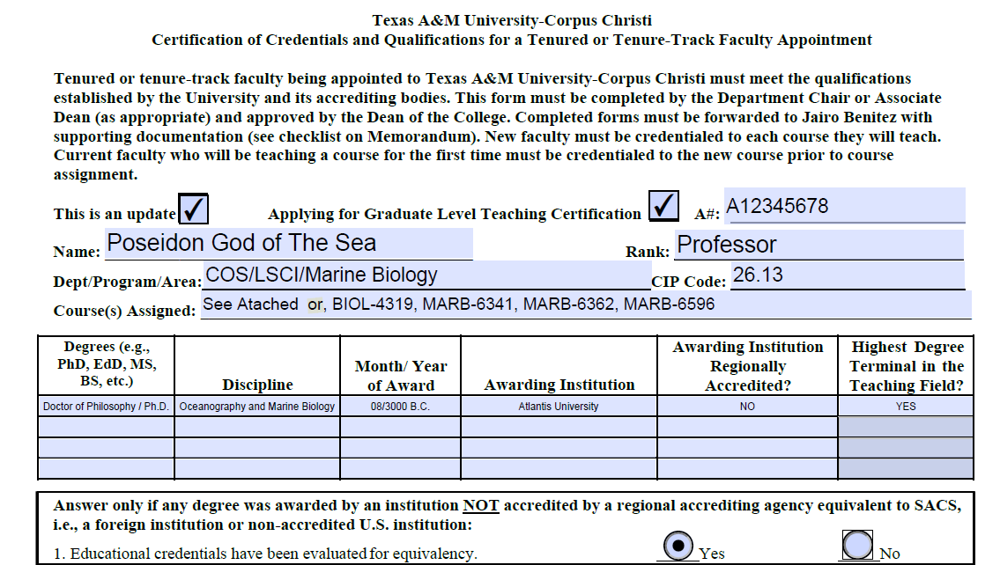 Texas A&M University-Corpus Christi
Certification of Credentials and Qualifications for a Tenured or Tenure-Track Faculty Appointment
Tenured or tenure-track faculty being appointed to Texas A&M University-Corpus Christi must meet the qualifications
established by the University and its accrediting bodies. This form must be completed by the Department Chair or Associate
Dean (as appropriate) and approved by the Dean of the College. Completed forms must be forwarded to Jairo Benitez with
supporting documentation (see checklist on Memorandum). New faculty must be credentialed to each course they will teach.
Current faculty who will be teaching a course for the first time must be credentialed to the new course prior to course
assignment.
This is an update ✓ Applying for Graduate Level Teaching Certification ✓ A#: A12345678
Name: Poseidon God of The Sea Rank: Professor
Dept/Program/Area: COS/LSCI/Marine Biology CIP Code: 26.13
Course(s) Assigned: See Atached or, BIOL-4319, MARB-6341, MARB-6362, MARB-6596
Degrees (e.g.,
PhD, EdD, MS,
BS, etc.)
Discipline
Month/ Year
of Award
Awarding Institution
Awarding Institution
Regionally
Accredited?
Highest Degree
Terminal in the
Teaching Field?
Doctor of Philosophy / Ph.D. Oceanography and Marine Biology 08/3000 B.C. Atlantis University NO YES
Answer only if any degree was awarded by an institution NOT accredited by a regional accrediting agency equivalent to SACS,
i.e., a foreign institution or non-accredited U.S. institution:
1. Educational credentials have been evaluated for equivalency. Yes No